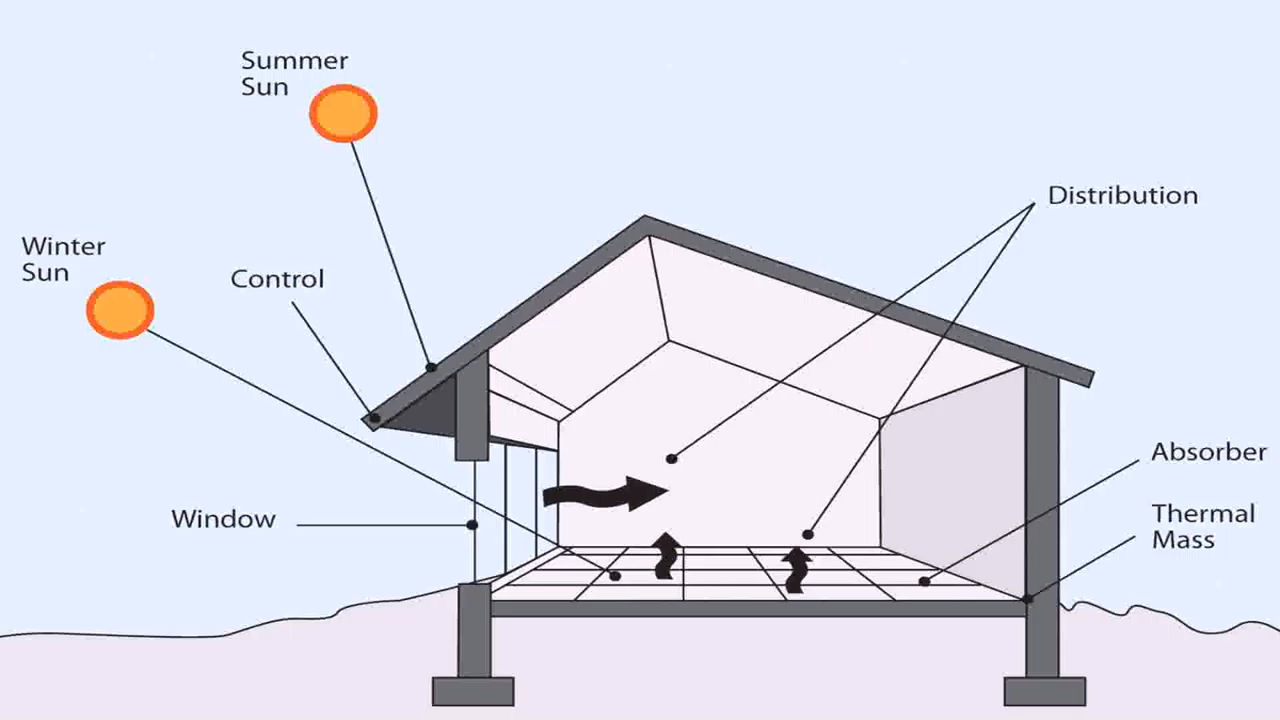 Summer
Sun
Distribution
Winter
Sun
Control
Absorber
Window
Thermal
Mass